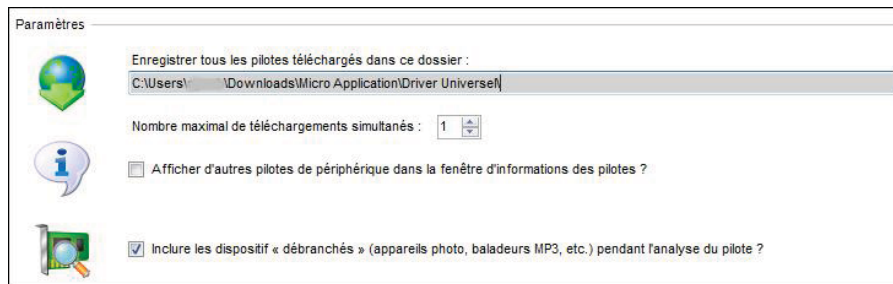 Paramètres
Enregistrer tous les pilotes téléchargés dans ce dossier :
C:\Users\ \Downloads\Micro Application\Driver Universel\
Nombre maximal de téléchargements simultanés : 1
Afficher d'autres pilotes de périphérique dans la fenêtre d'informations des pilotes ?
Inclure les dispositif « débranchés » (appareils photo, baladeurs MP3, etc.) pendant l'analyse du pilote ?